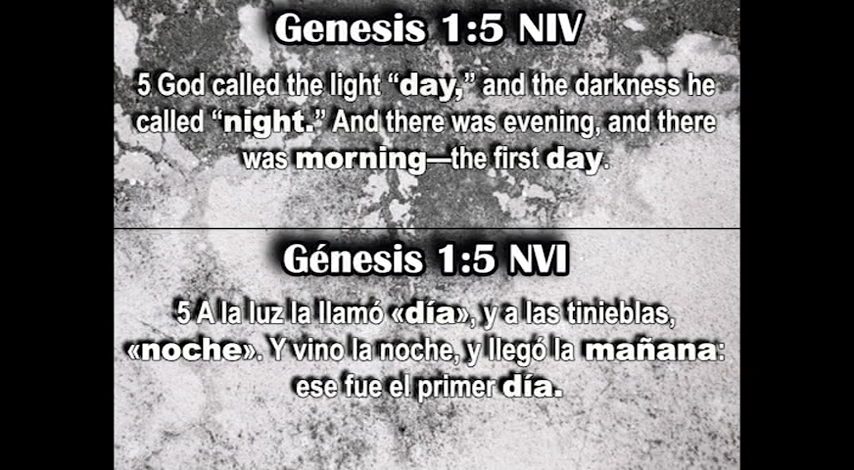 Genesis 1:5 NIV
5 God called the light “day,” and the darkness he
called “night.” And there was evening, and there
was morning—the first day.
Génesis 1:5 NVI
5 A la luz la llamó «día», y a las tinieblas,
«noche». Y vino la noche, y llegó la mañana:
ese fue el primer día.